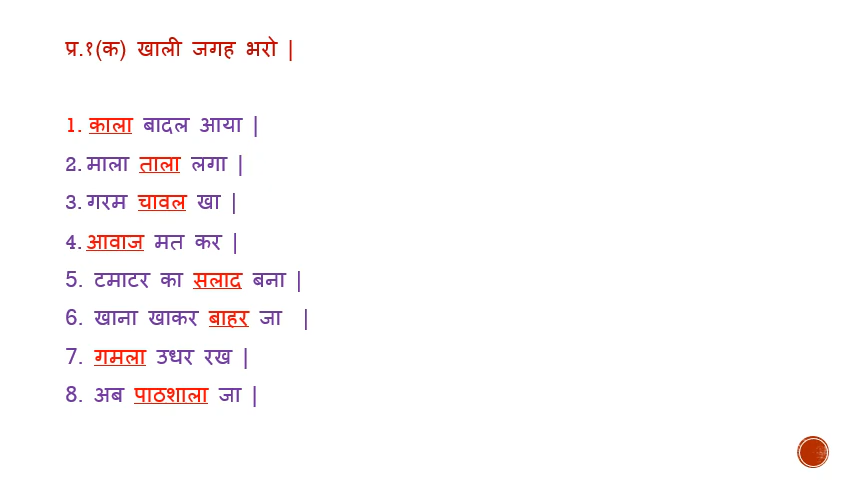 प्र.१(क) खाली जगह भरो |
1. काला बादल आया |
2. माला ताला लगा |
3. गरम चावल खा |
4. आवाज मत कर |
5. टमाटर का सलाद बना |
6. खाना खाकर बाहर जा |
7. गमला उधर रख |
8. अब पाठशाला जा |